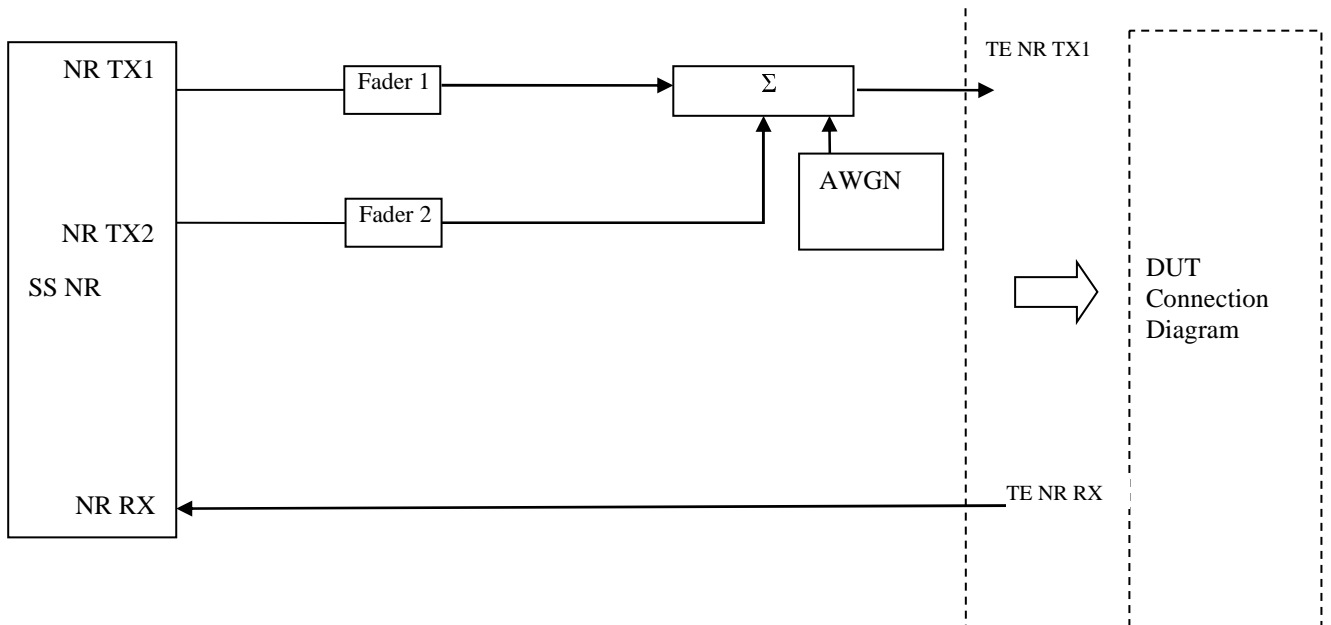 TE NR TX1
NR TX1
Fader 1
Σ
AWGN
Fader 2
NR TX2
SS NR
DUT
Connection
Diagram
NR RX
TE NR RX